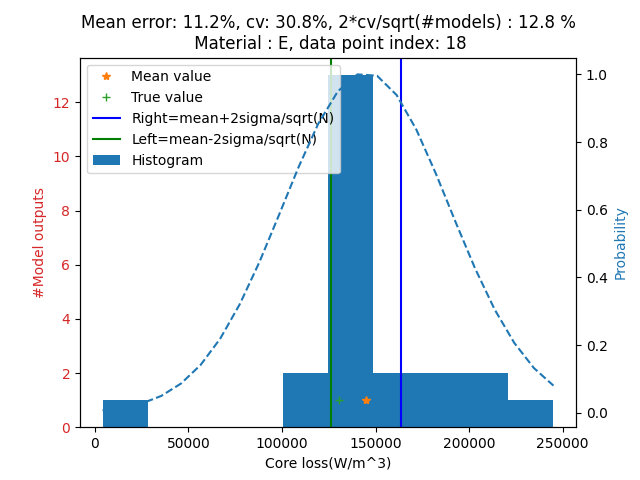 Mean error: 11.2%, cv: 30.8%, 2*cv/sqrt(#models) : 12.8 %
Material : E, data point index: 18
Mean value
True value
Right=mean+2sigma/sqrt(N)
Left=mean-2sigma/sqrt(N)
Histogram
#Model outputs
12
10
8
6
4
2
0
1.0
0.8
0.6
0.4
0.2
0.0
Probability
0 50000 100000 150000 200000 250000
Core loss(W/m^3)